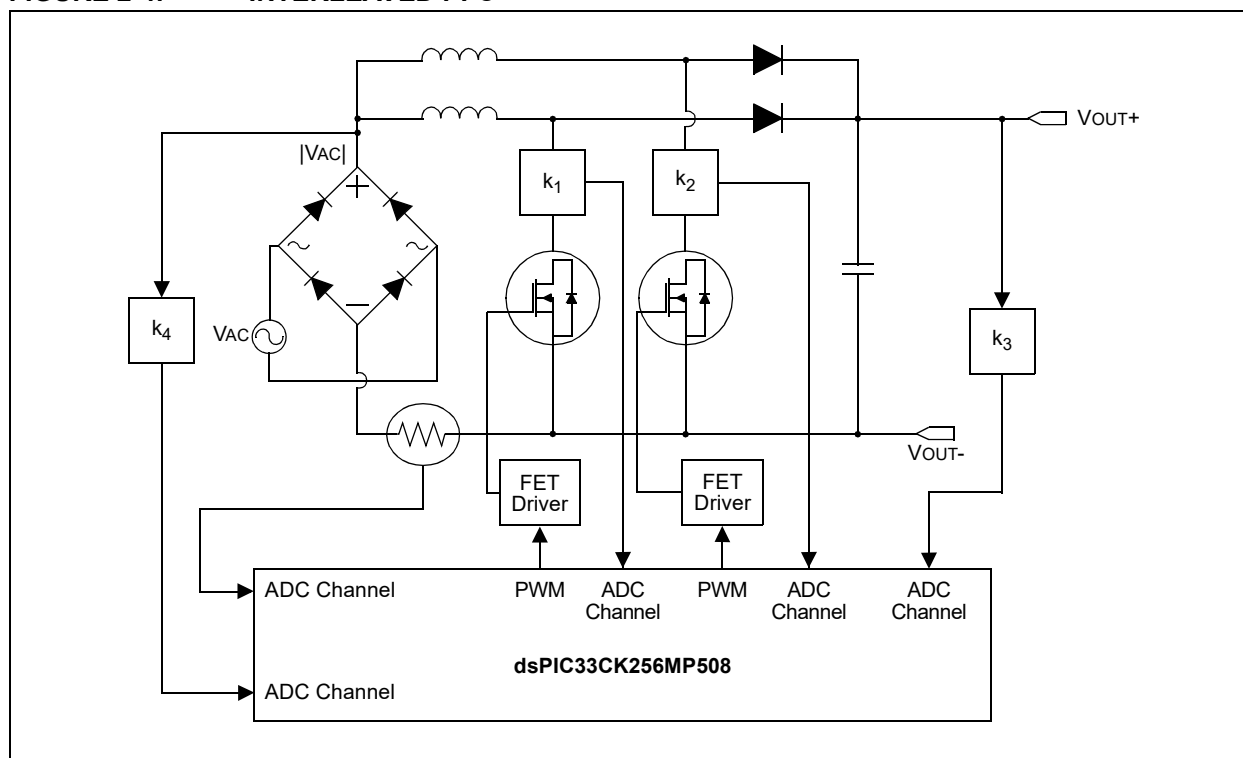 VOUT+
|VAC|
+
k1
k2
~
~
−
VAC
k4
k3
VOUT-
FET
Driver
FET
Driver
ADC Channel
PWM
ADC
Channel
PWM
ADC
Channel
ADC
Channel
dsPIC33CK256MP508
ADC Channel